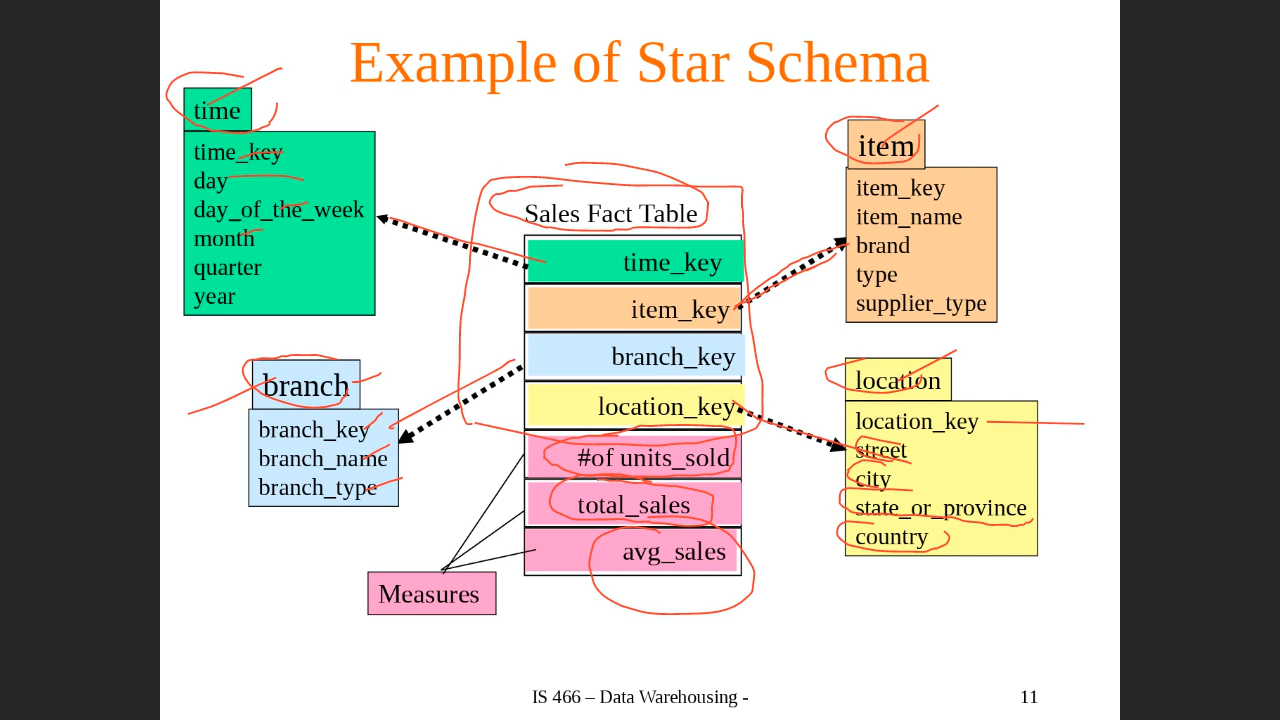 Example of Star Schema
time
time_key
day
day_of_the_week
month
quarter
year
branch
branch_key
branch_name
branch_type
Sales Fact Table
time_key
item_key
branch_key
location_key
#of units_sold
total_sales
avg_sales
Measures
item
item_key
item_name
brand
type
supplier_type
location
location_key
street
city
state_or_province
country
IS 466 – Data Warehousing -
11